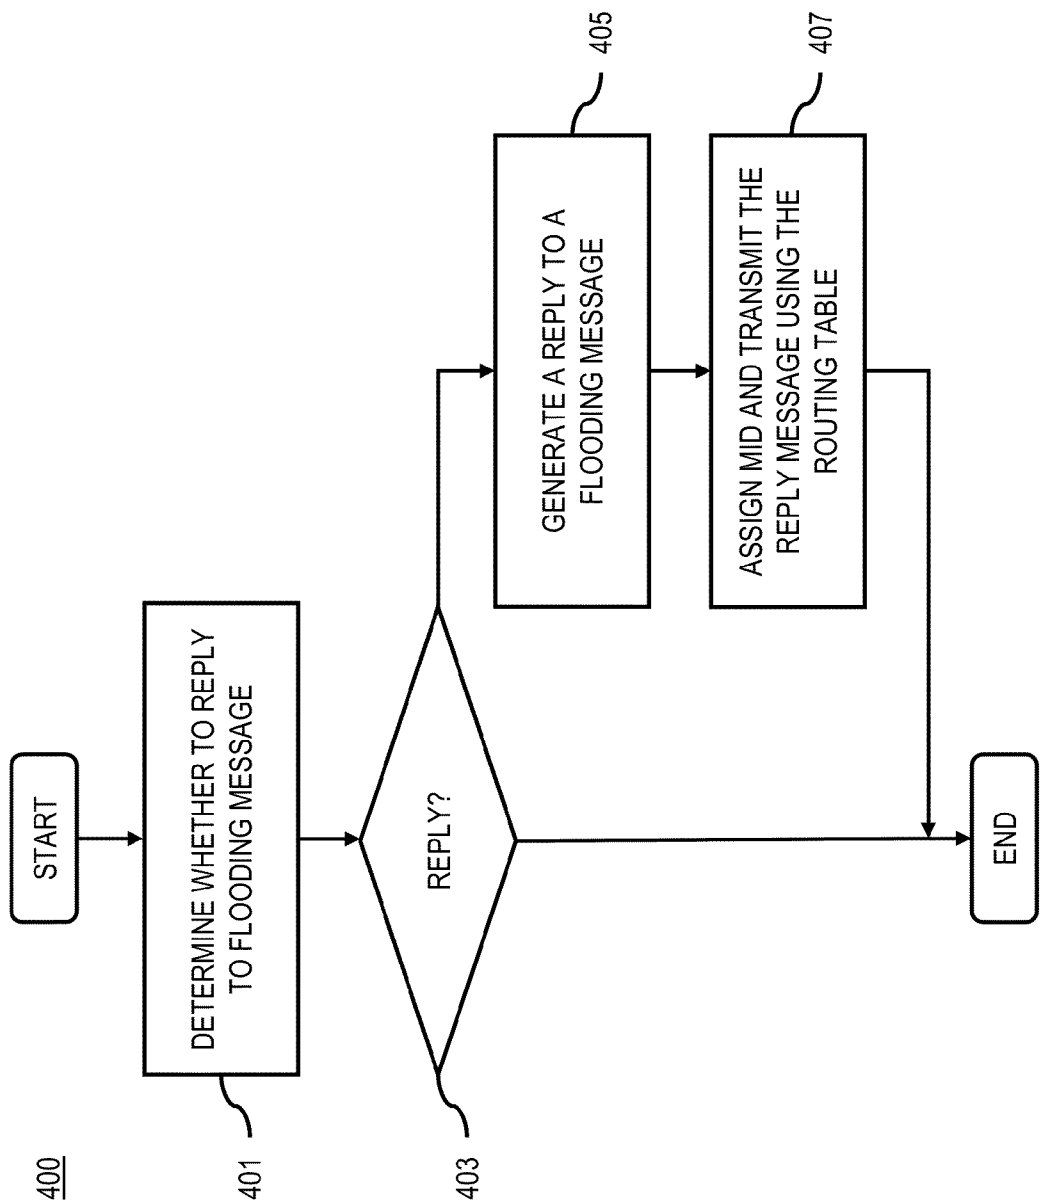 400
START
401
DETERMINE WHETHER TO REPLY
TO FLOODING MESSAGE
403
REPLY?
405
GENERATE A REPLY TO A
FLOODING MESSAGE
407
ASSIGN MID AND TRANSMIT THE
REPLY MESSAGE USING THE
ROUTING TABLE
END